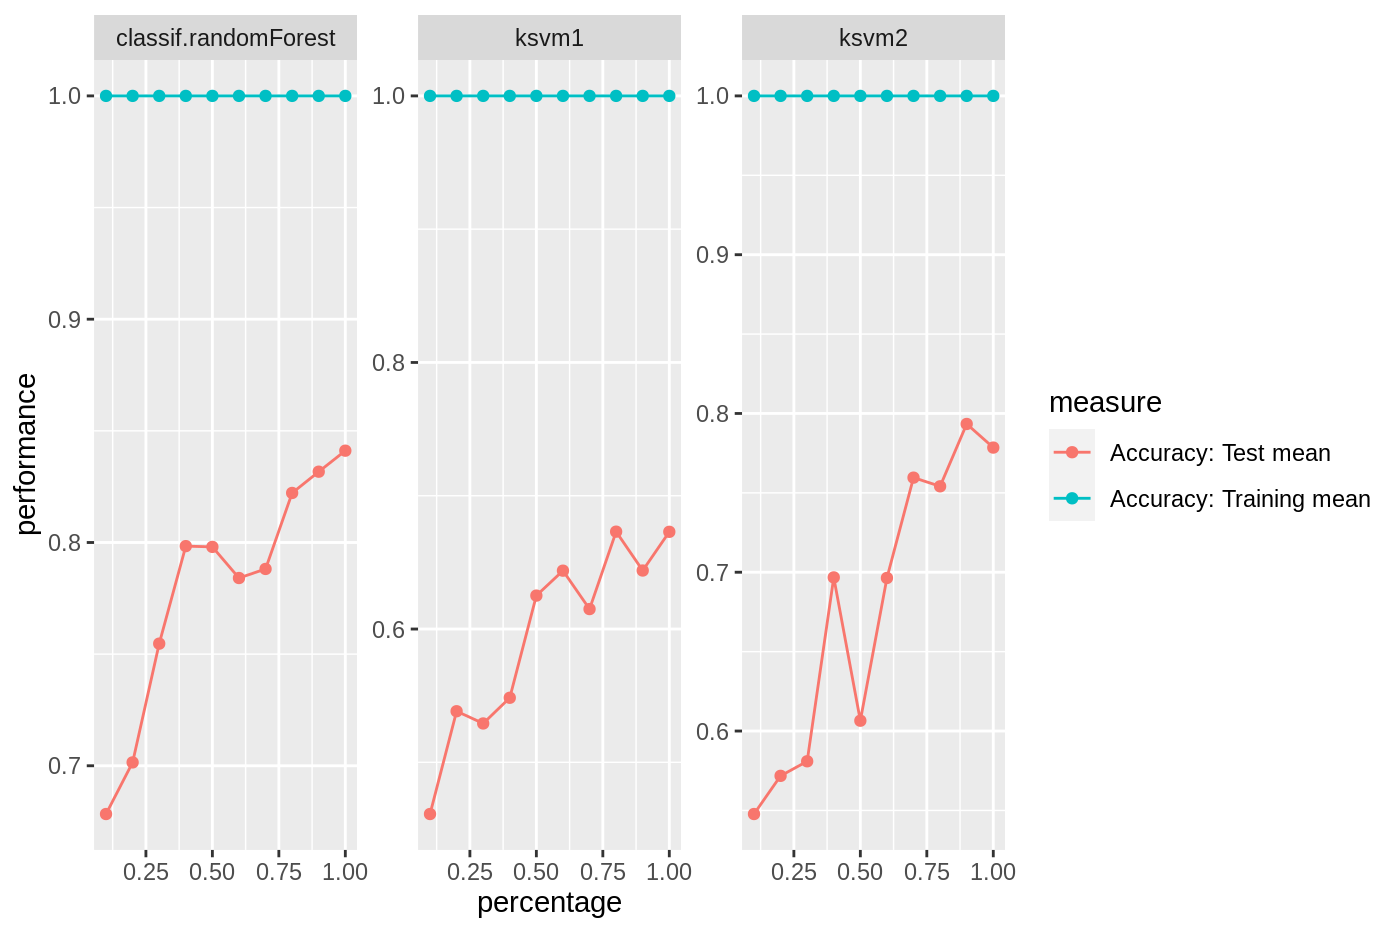 classif.randomForest
ksvm1
ksvm2
performance
1.0
0.9
0.8
0.7
1.0
0.8
0.6
1.0
0.9
0.8
0.7
0.6
0.25 0.50 0.75 1.00
0.25 0.50 0.75 1.00
0.25 0.50 0.75 1.00
percentage
measure
Accuracy: Test mean
Accuracy: Training mean